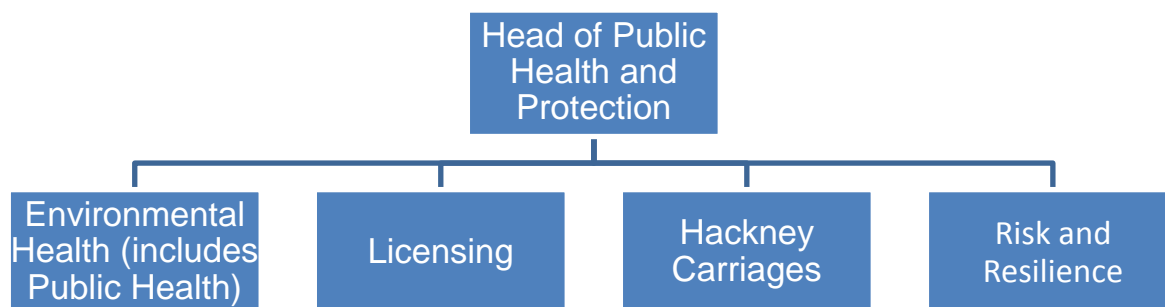 Head of Public
Health and
Protection
Environmental
Health (includes
Public Health)
Licensing
Hackney
Carriages
Risk and
Resilience